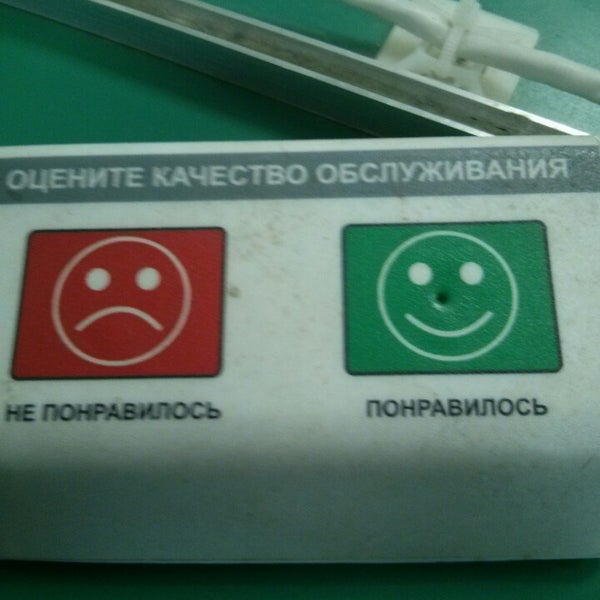 ОЦЕНИТЕ КАЧЕСТВО ОБСЛУЖИВАНИЯ
НЕ ПОНРАВИЛОСЬ
ПОНРАВИЛОСЬ